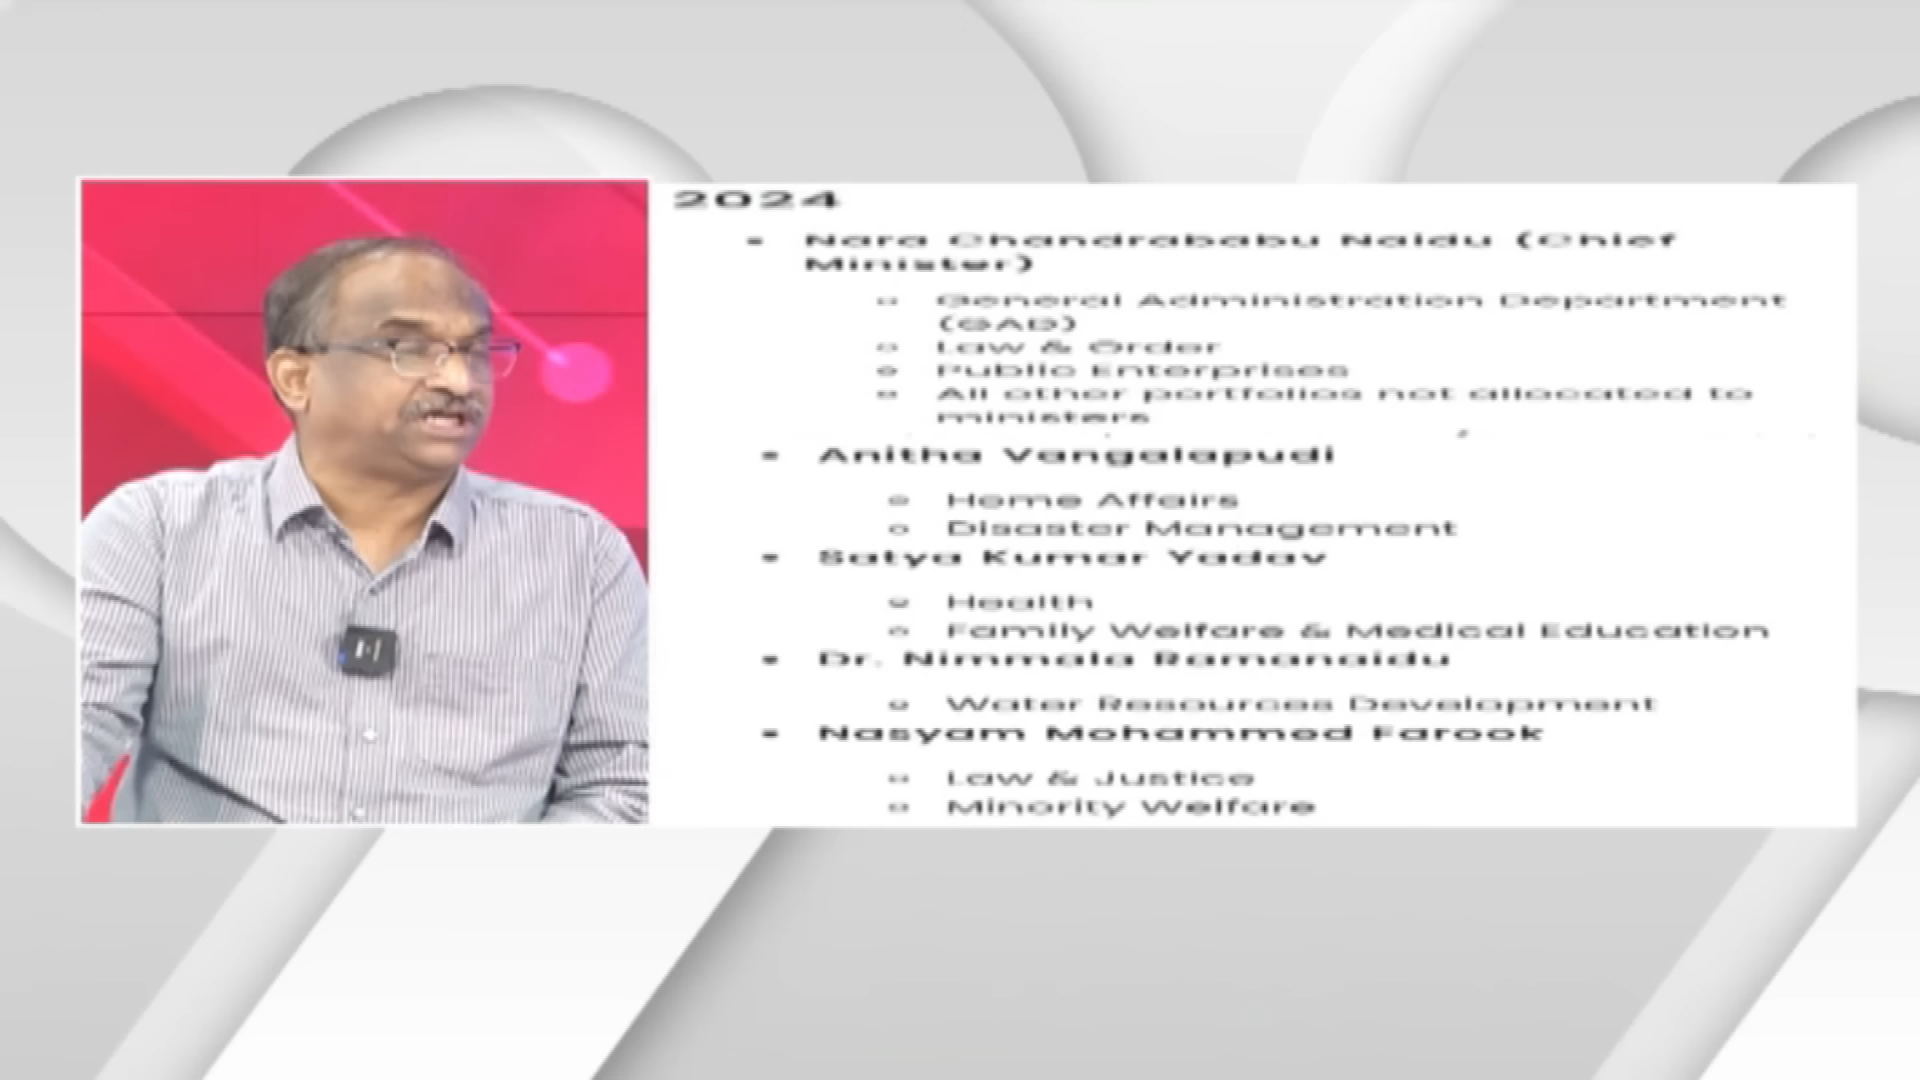 2024
Nara Chandrababu Naidu (Chief
Minister)
General Administration Department
(GAD)
Law & Order
Public Enterprises
All other portfolios not allocated to
ministers
Anitha Vangalapudi
Home Affairs
Disaster Management
Satya Kumar Yadav
Health
Family Welfare & Medical Education
Dr. Nimmala Ramanaidu
Water Resources Development
Nasyam Mohammed Farook
Law & Justice
Minority Welfare